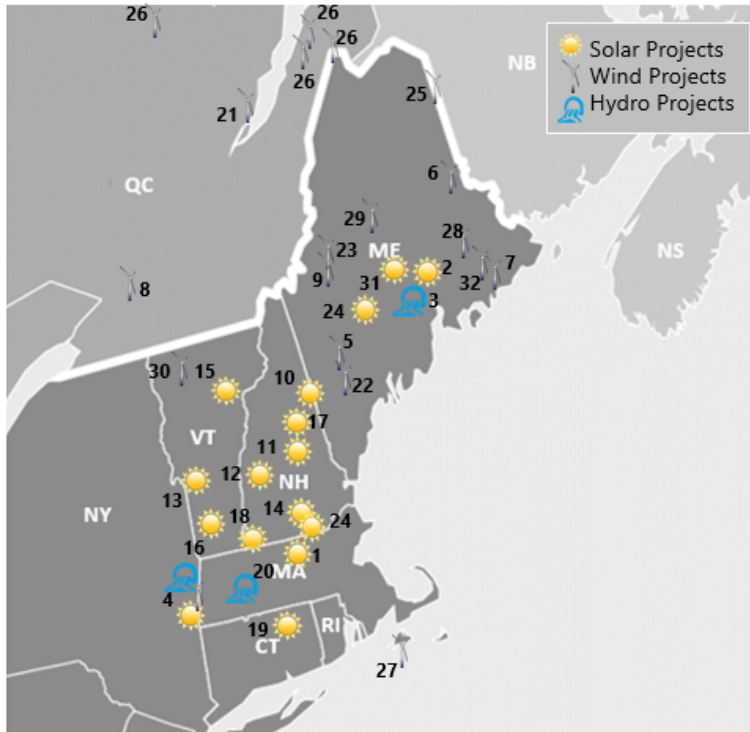 26
26
26
26
Solar Projects
Wind Projects
Hydro Projects
NB
25
21
6
QC
29
28
NS
23
ME
7
2
9
31
32
8
3
24
5
30
15
10
22
17
VT
11
12
NH
13
14
NY
18
24
16
1
20
MA
4
19
RI
CT
27